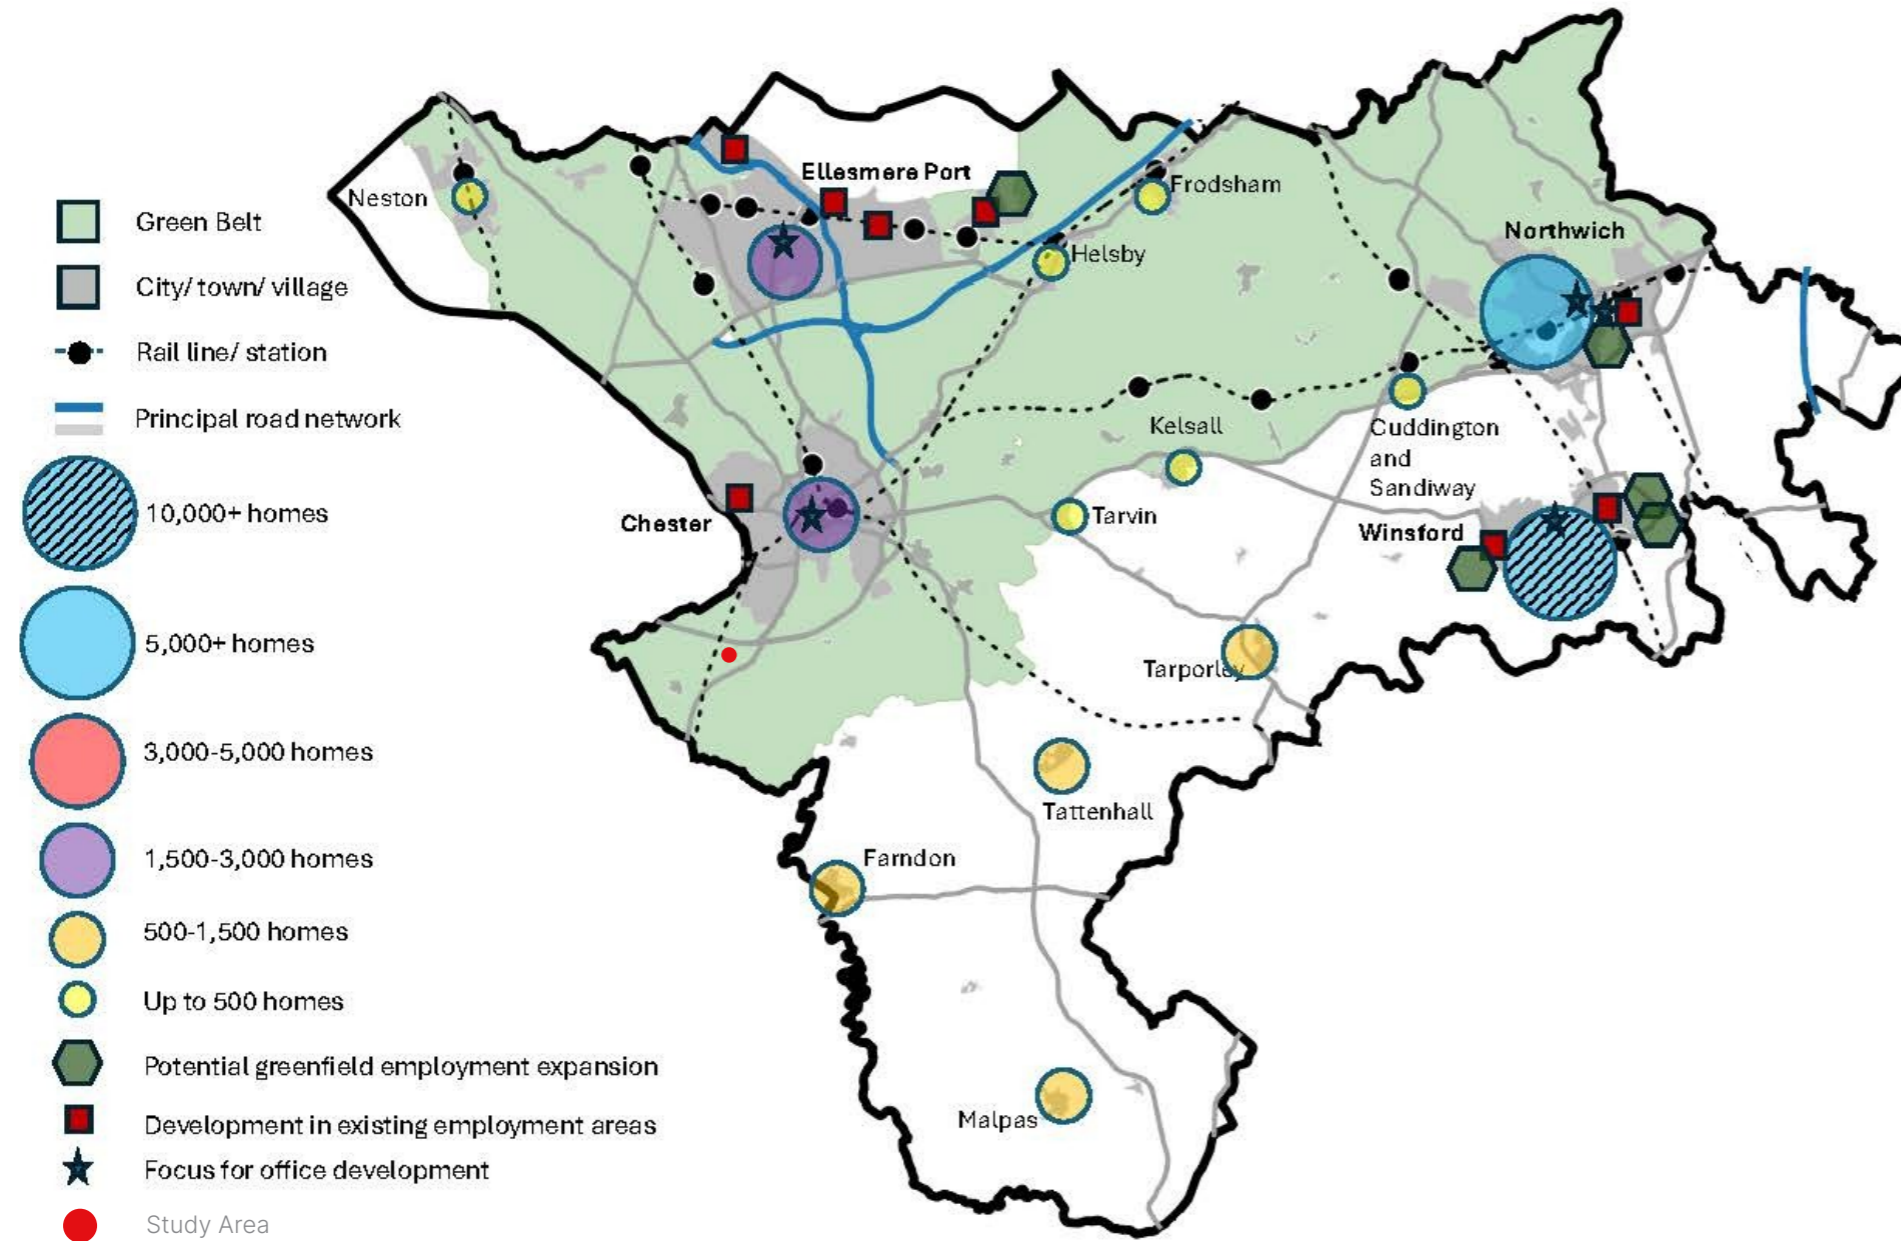 Green Belt
City/ town/ village
Rail line/ station
Principal road network
10,000+ homes
5,000+ homes
3,000-5,000 homes
1,500-3,000 homes
500-1,500 homes
Up to 500 homes
Potential greenfield employment expansion
Development in existing employment areas
Focus for office development
Study Area
Neston
Ellesmere Port
Frodsham
Helsby
Northwich
Kelsall
Cuddington
and
Sandiway
Chester
Tarvin
Winsford
Tarporley
Tattenhall
Farndon
Malpas